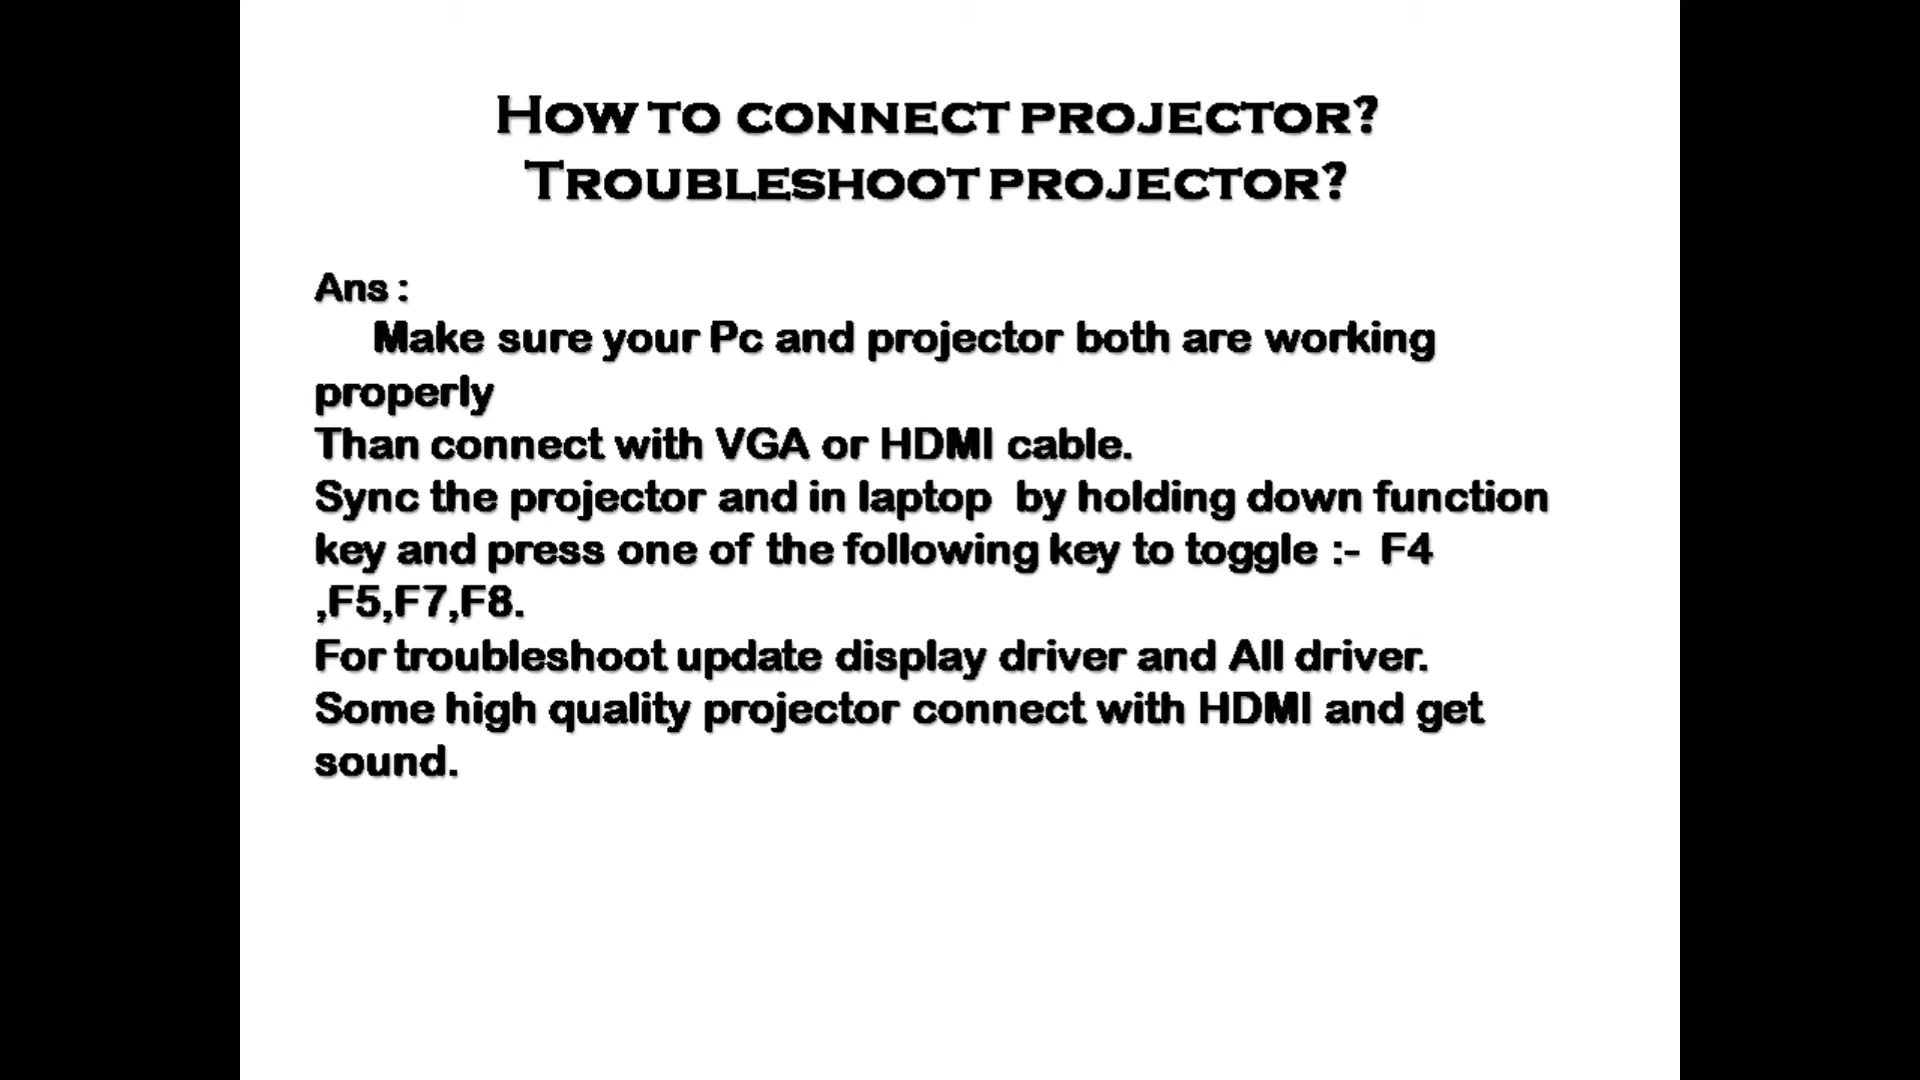 How to connect projector?
Troubleshoot projector?
Ans :
Make sure your Pc and projector both are working
properly
Than connect with VGA or HDMI cable.
Sync the projector and in laptop  by holding down function
key and press one of the following key to toggle :-  F4
,F5,F7,F8.
For troubleshoot update display driver and All driver.
Some high quality projector connect with HDMI and get
sound.